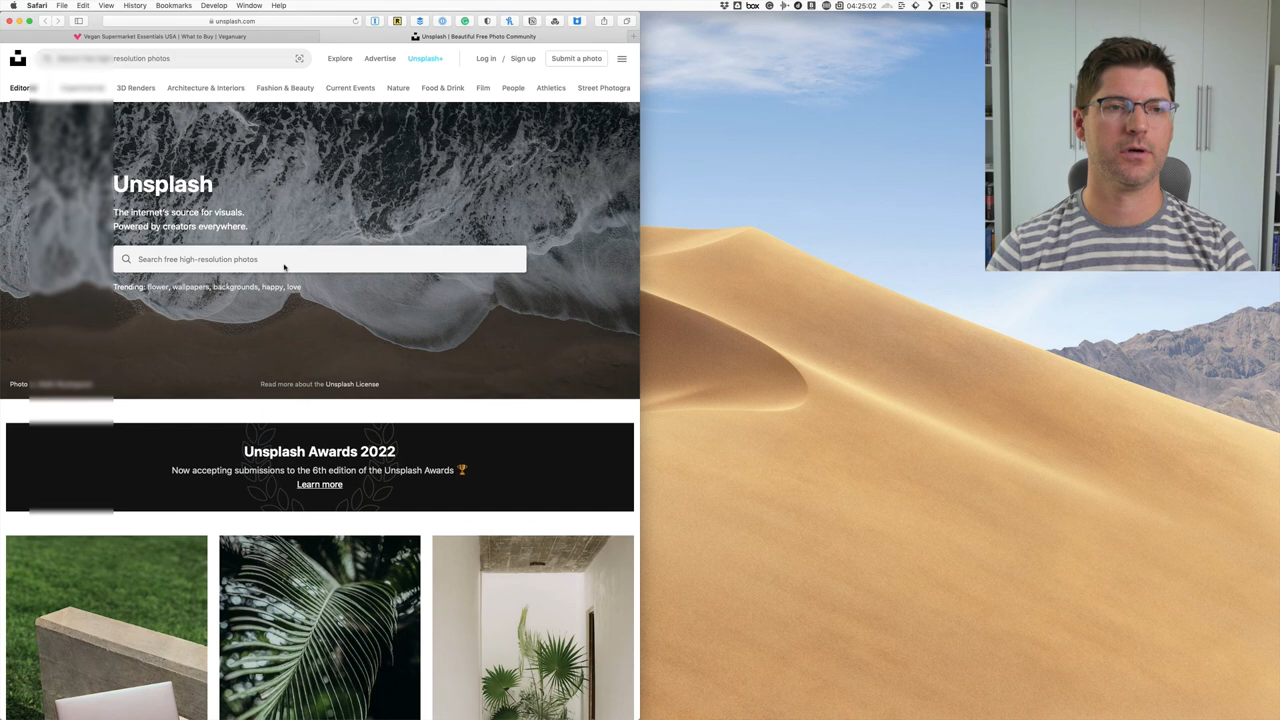 Safari File Edit View History Bookmarks Develop Window Help
box 04:25:02
unsplash.com
Vegan Supermarket Essentials USA | What to Buy | Veganuary
Unsplash | Beautiful Free Photo Community
resolution photos
Explore Advertise Unsplash+ Log in / Sign up Submit a photo
3D Renders Architecture & Interiors Fashion & Beauty Current Events Nature Food & Drink Film People Athletics Street Photogra
Unsplash
The internet's source for visuals.
Powered by creators everywhere.
Search free high-resolution photos
Trending: flower, wallpapers, backgrounds, happy, love
Photo
Read more about the Unsplash License
Unsplash Awards 2022
Now accepting submissions to the 6th edition of the Unsplash Awards 🏆
Learn more